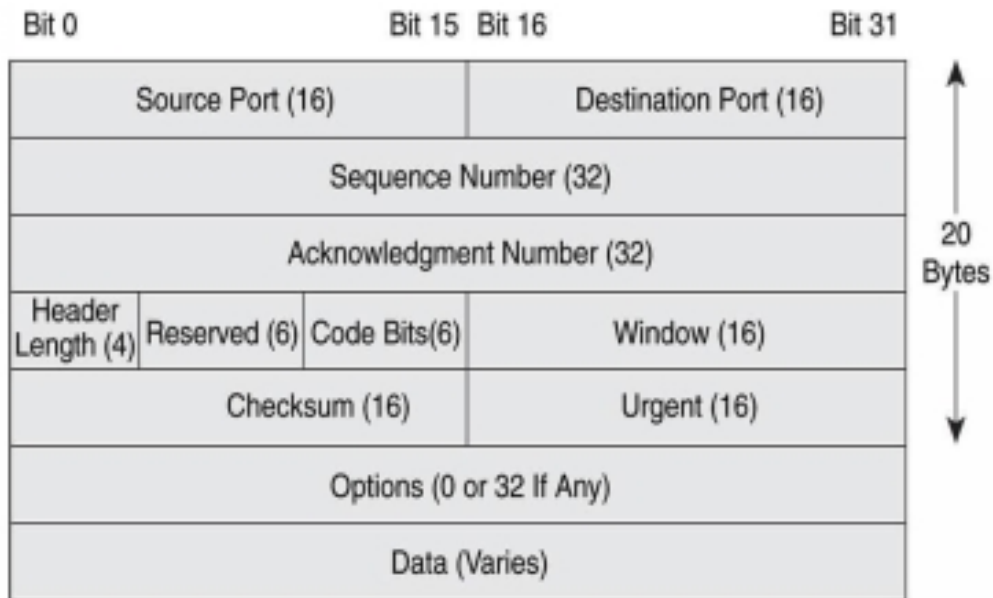 Bit 0 Bit 15 Bit 16 Bit 31
Source Port (16) Destination Port (16)
Sequence Number (32)
Acknowledgment Number (32)
20
Bytes
Header
Length (4) Reserved (6) Code Bits(6) Window (16)
Checksum (16) Urgent (16)
Options (0 or 32 If Any)
Data (Varies)